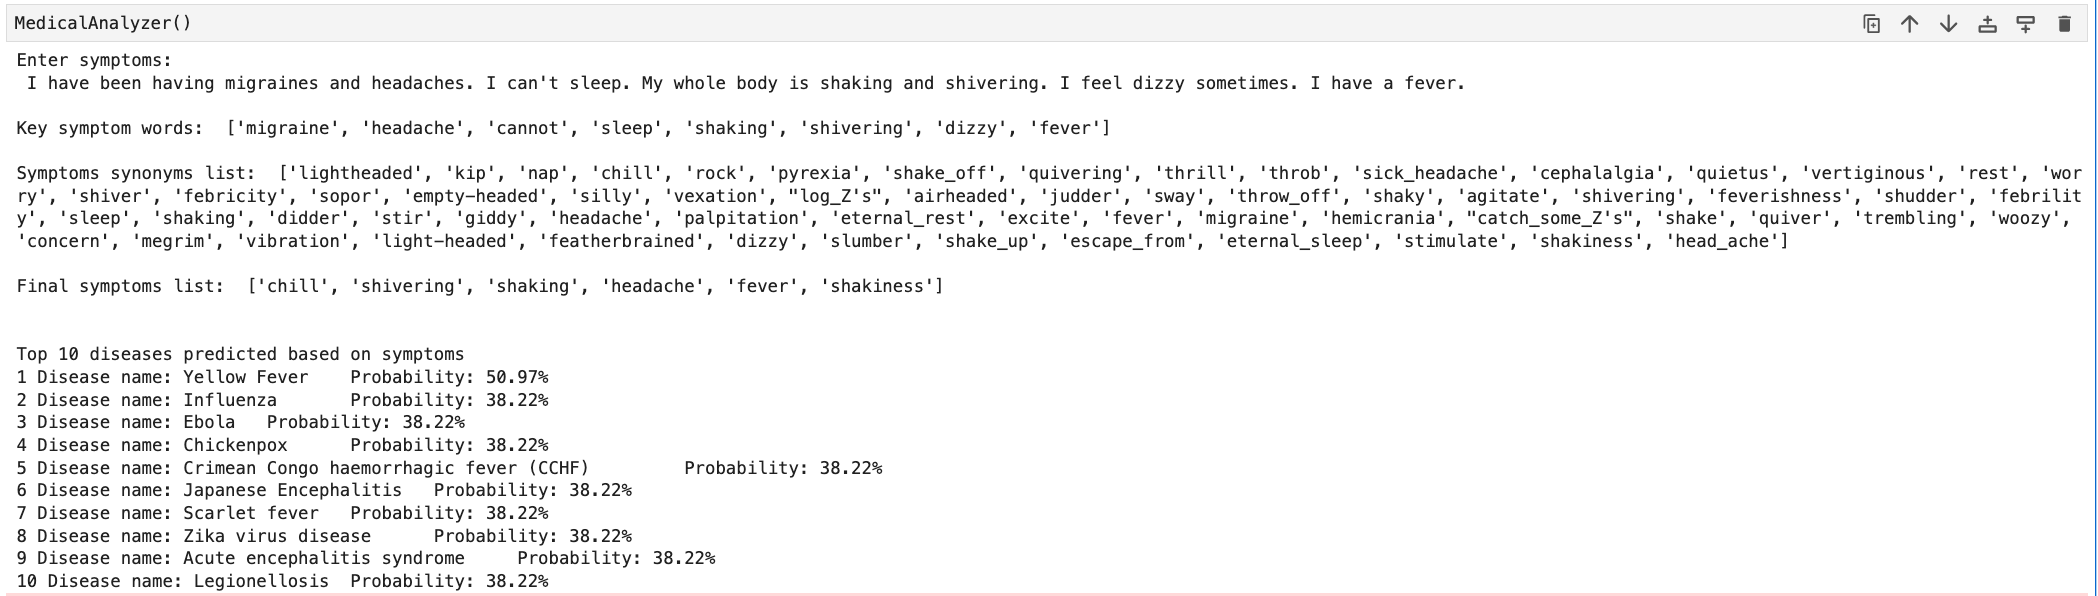 MedicalAnalyzer()
Enter symptoms:
I have been having migraines and headaches. I can't sleep. My whole body is shaking and shivering. I feel dizzy sometimes. I have a fever.
Key symptom words:  ['migraine', 'headache', 'cannot', 'sleep', 'shaking', 'shivering', 'dizzy', 'fever']
Symptoms synonyms list:  ['lightheaded', 'kip', 'nap', 'chill', 'rock', 'pyrexia', 'shake_off', 'quivering', 'thrill', 'throb', 'sick_headache', 'cephalalgia', 'quietus', 'vertiginous', 'rest', 'wor
ry', 'shiver', 'febricity', 'sopor', 'empty-headed', 'silly', 'vexation', "log_Z's", 'airheaded', 'judder', 'sway', 'throw_off', 'shaky', 'agitate', 'shivering', 'feverishness', 'shudder', 'febrilit
y', 'sleep', 'shaking', 'didder', 'stir', 'giddy', 'headache', 'palpitation', 'eternal_rest', 'excite', 'fever', 'migraine', 'hemicrania', "catch_some_Z's", 'shake', 'quiver', 'trembling', 'woozy',
'concern', 'megrim', 'vibration', 'light-headed', 'featherbrained', 'dizzy', 'slumber', 'shake_up', 'escape_from', 'eternal_sleep', 'stimulate', 'shakiness', 'head_ache']
Final symptoms list:  ['chill', 'shivering', 'shaking', 'headache', 'fever', 'shakiness']
Top 10 diseases predicted based on symptoms
1 Disease name: Yellow Fever    Probability: 50.97%
2 Disease name: Influenza       Probability: 38.22%
3 Disease name: Ebola   Probability: 38.22%
4 Disease name: Chickenpox      Probability: 38.22%
5 Disease name: Crimean Congo haemorrhagic fever (CCHF)         Probability: 38.22%
6 Disease name: Japanese Encephalitis   Probability: 38.22%
7 Disease name: Scarlet fever   Probability: 38.22%
8 Disease name: Zika virus disease      Probability: 38.22%
9 Disease name: Acute encephalitis syndrome     Probability: 38.22%
10 Disease name: Legionellosis  Probability: 38.22%